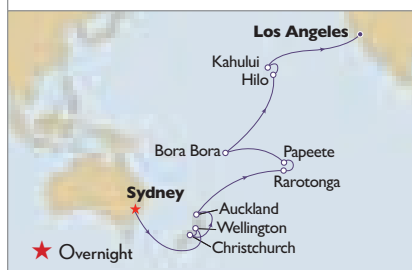 Los Angeles
Kahului
Hilo
Bora Bora
Papeete
Rarotonga
Sydney
Auckland
Wellington
Christchurch
Overnight